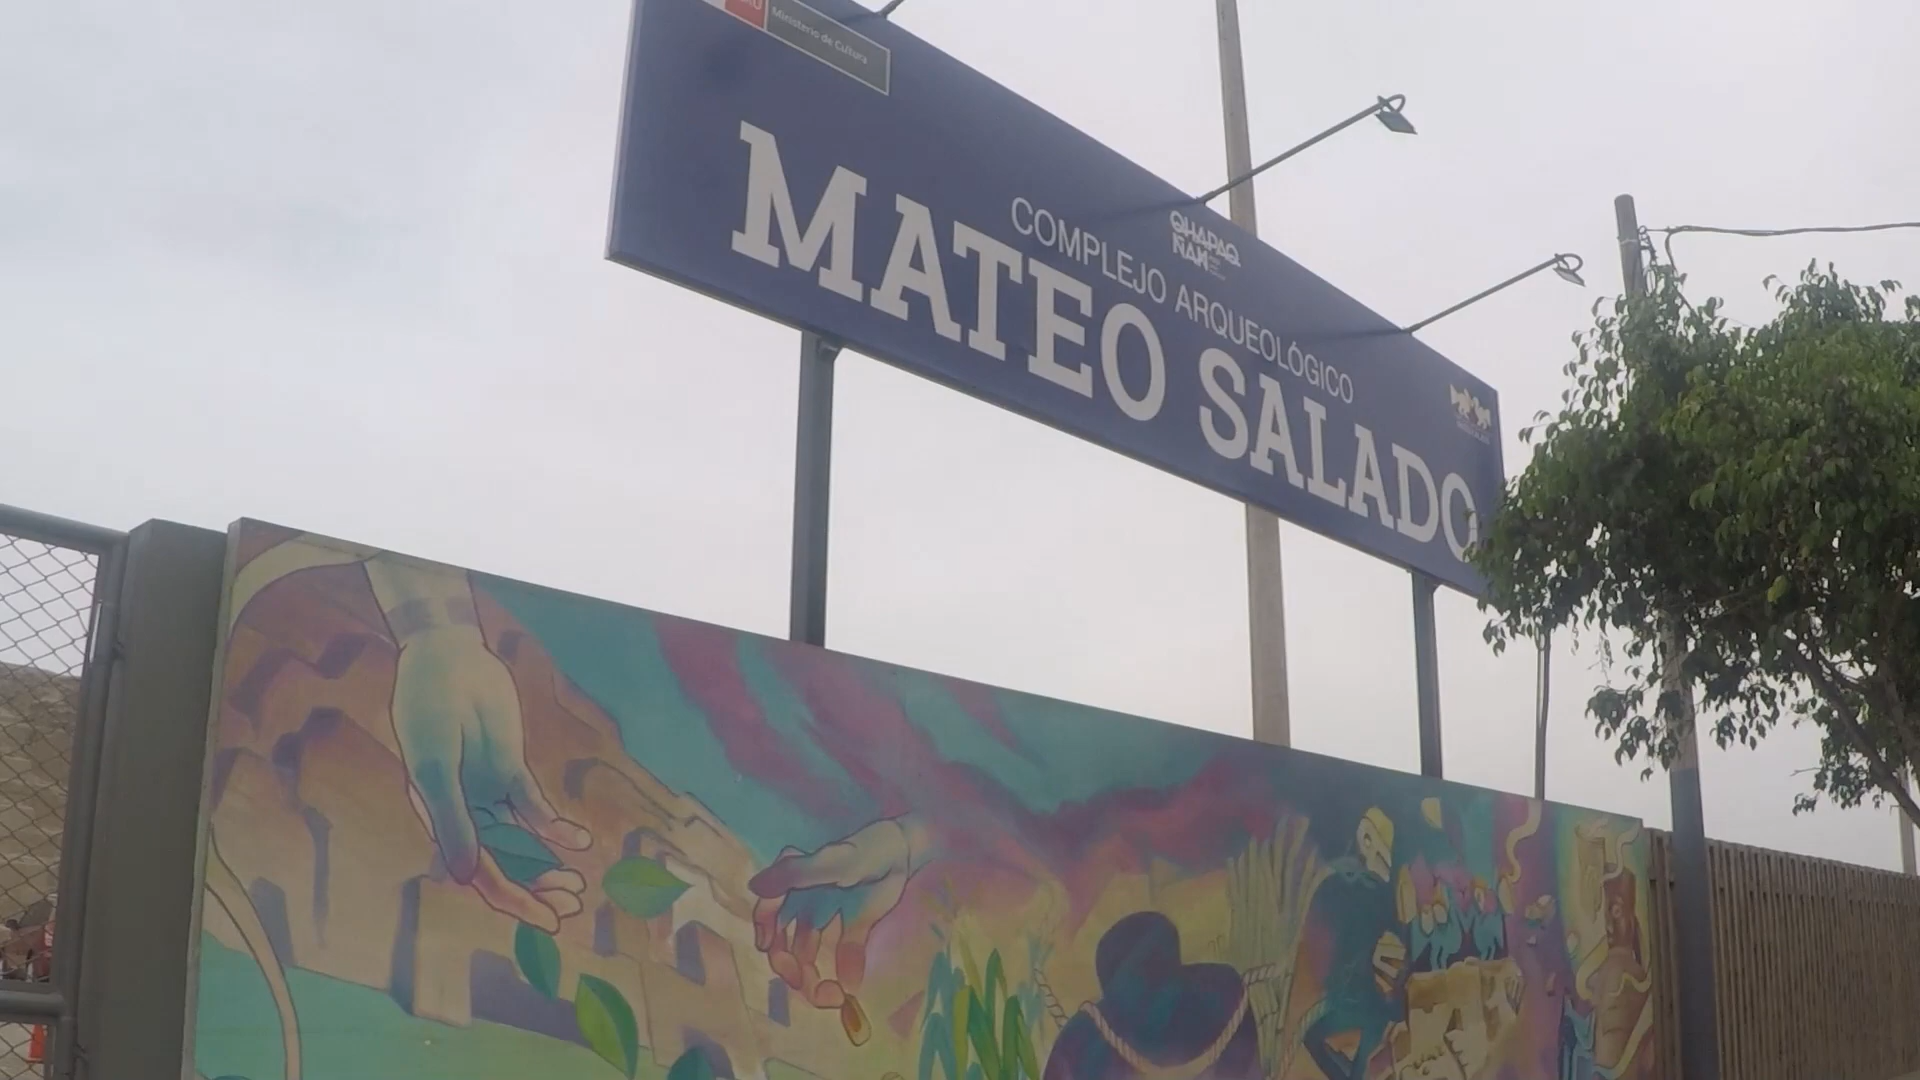 Ministerio de Cultura
QHAPAQ
ÑAN
COMPLEJO ARQUEOLÓGICO
MATEO SALADO